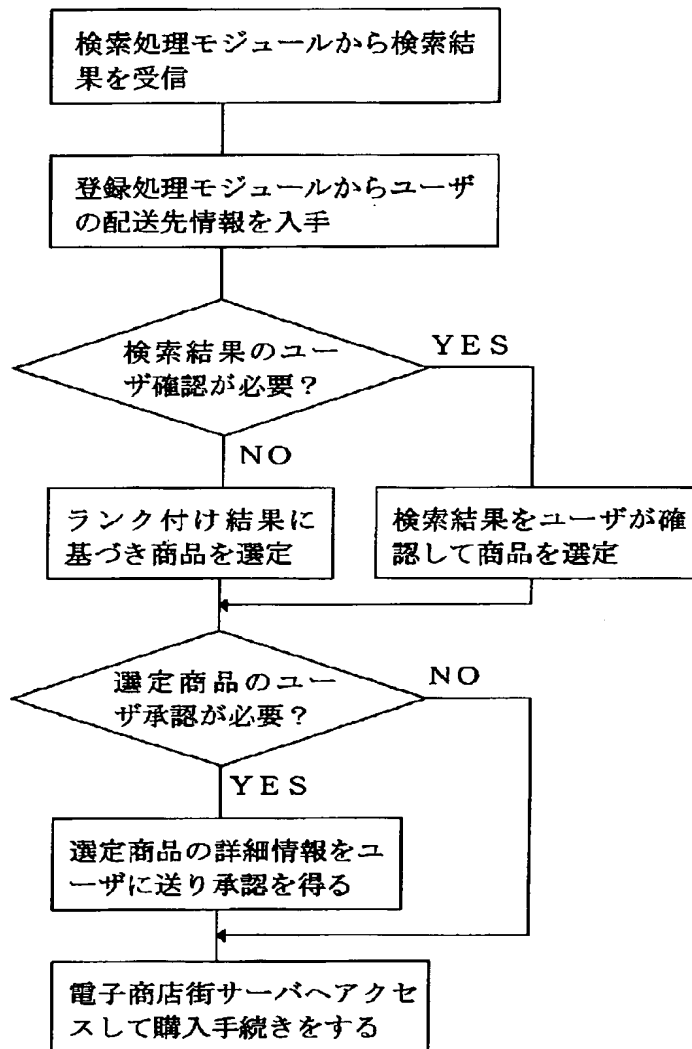 検索処理モジュールから検索結
果を受信
登録処理モジュールからユーザ
の配送先情報を入手
検索結果のユー
ザ確認が必要？
YES
NO
ランク付け結果に
基づき商品を選定
検索結果をユーザが確
認して商品を選定
選定商品のユー
ザ承認が必要？
NO
YES
選定商品の詳細情報をユ
ーザに送り承認を得る
電子商店街サーバへアクセ
スして購入手続きをする